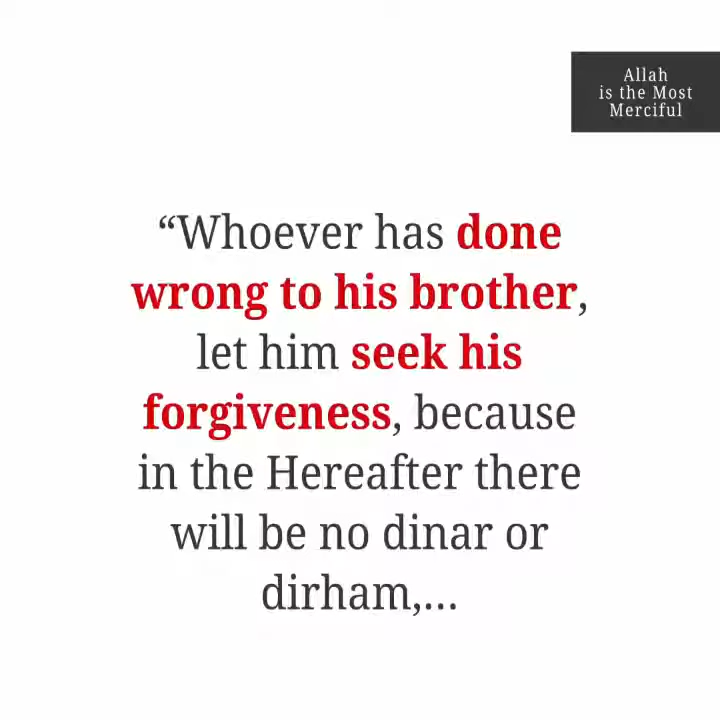 Allah
is the Most
Merciful
“Whoever has done
wrong to his brother,
let him seek his
forgiveness, because
in the Hereafter there
will be no dinar or
dirham,...